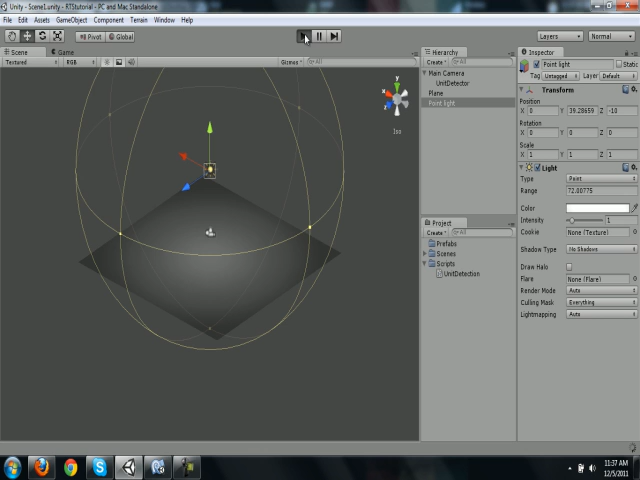 Unity - Scene1.unity - RTStutorial - PC and Mac Standalone
File Edit Assets GameObject Component Terrain Window Help
Pivot Global Layers Normal
Scene Game
Textured RGB Gizmos All
y
x
z
Iso
Hierarchy
Create All
Main Camera
UnitDetector
Plane
Point light
Project
Create All
Prefabs
Scenes
Scripts
UnitDetection
Inspector
Point light Static
Tag Untagged Layer Default
Transform
Position
X 0 Y 39.28659 Z -10
Rotation
X 0 Y 0 Z 0
Scale
X 1 Y 1 Z 1
Light
Type Point
Range 72.00775
Color
Intensity 1
Cookie None (Texture)
Shadow Type No Shadows
Draw Halo
Flare None (Flare)
Render Mode Auto
Culling Mask Everything
Lightmapping Auto
11:37 AM
12/5/2011